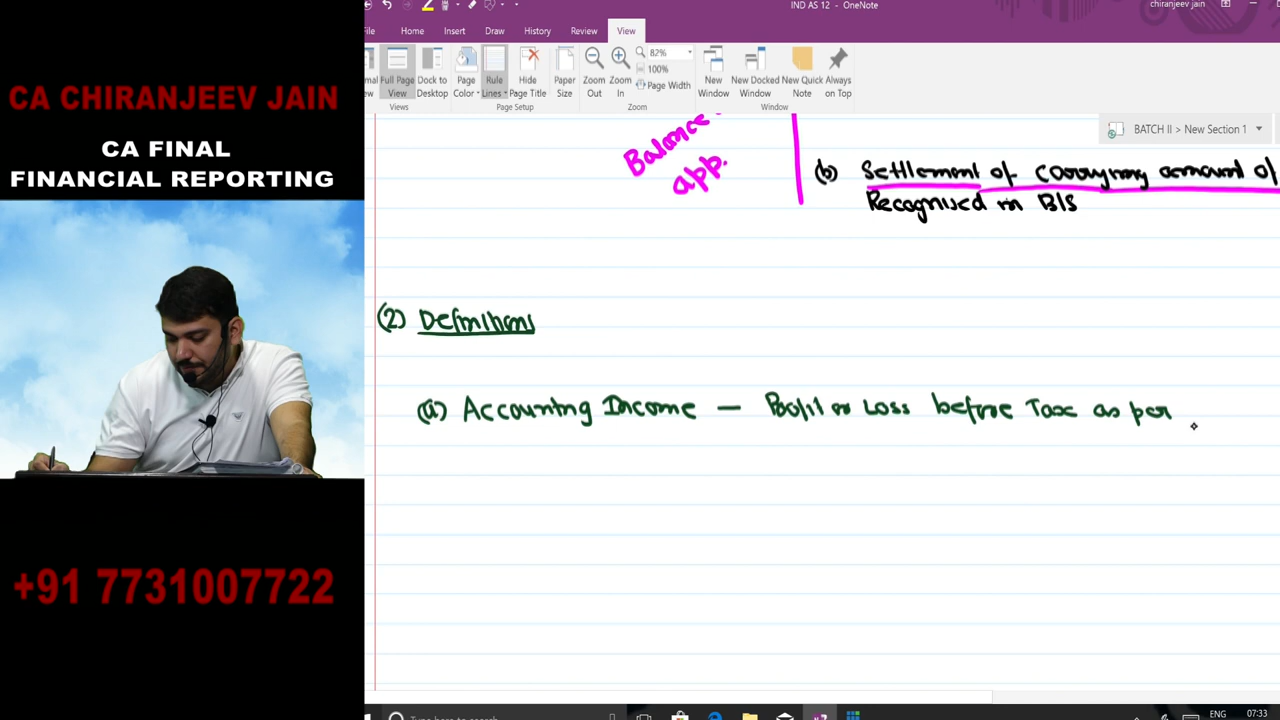 IND AS 12 - OneNote
chiranjeev jain
File Home Insert Draw History Review View
Full Page View
Dock to Desktop
Page Color
Rule Lines
Hide Page Title
Paper Size
Zoom Out
Zoom In
82%
100%
Page Width
New Window
New Docked Window
New Quick Note
Always on Top
Views Page Setup Zoom Window
BATCH II > New Section 1
CA CHIRANJEEV JAIN
CA FINAL
FINANCIAL REPORTING
+91 7731007722
Balance
app.
(b) Settlement of carrying amount of
Recognised in B/S
(2) Definitions
(a) Accounting Income — Profit or Loss before Tax as per
Type here to search
ENG
07:33